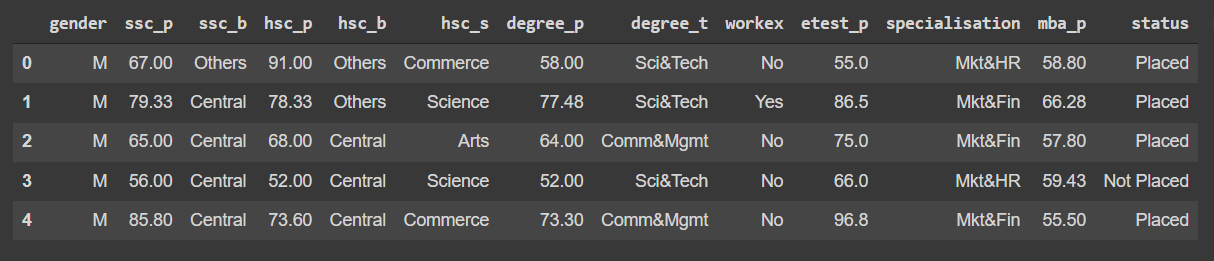 gender ssc_p ssc_b hsc_p hsc_b hsc_s degree_p degree_t workex etest_p specialisation mba_p status
0 M 67.00 Others 91.00 Others Commerce 58.00 Sci&Tech No 55.0 Mkt&HR 58.80 Placed
1 M 79.33 Central 78.33 Others Science 77.48 Sci&Tech Yes 86.5 Mkt&Fin 66.28 Placed
2 M 65.00 Central 68.00 Central Arts 64.00 Comm&Mgmt No 75.0 Mkt&Fin 57.80 Placed
3 M 56.00 Central 52.00 Central Science 52.00 Sci&Tech No 66.0 Mkt&HR 59.43 Not Placed
4 M 85.80 Central 73.60 Central Commerce 73.30 Comm&Mgmt No 96.8 Mkt&Fin 55.50 Placed